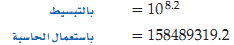 = 10^8.2 بالتبسيط
= 158489319.2 باستعمال الحاسبة